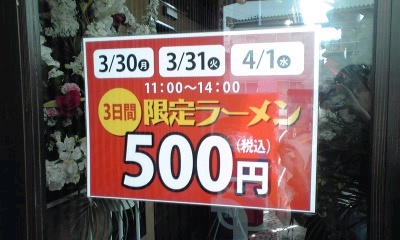 3/30月 3/31火 4/1水
11:00～14:00
3日間 限定ラーメン
500円(税込)